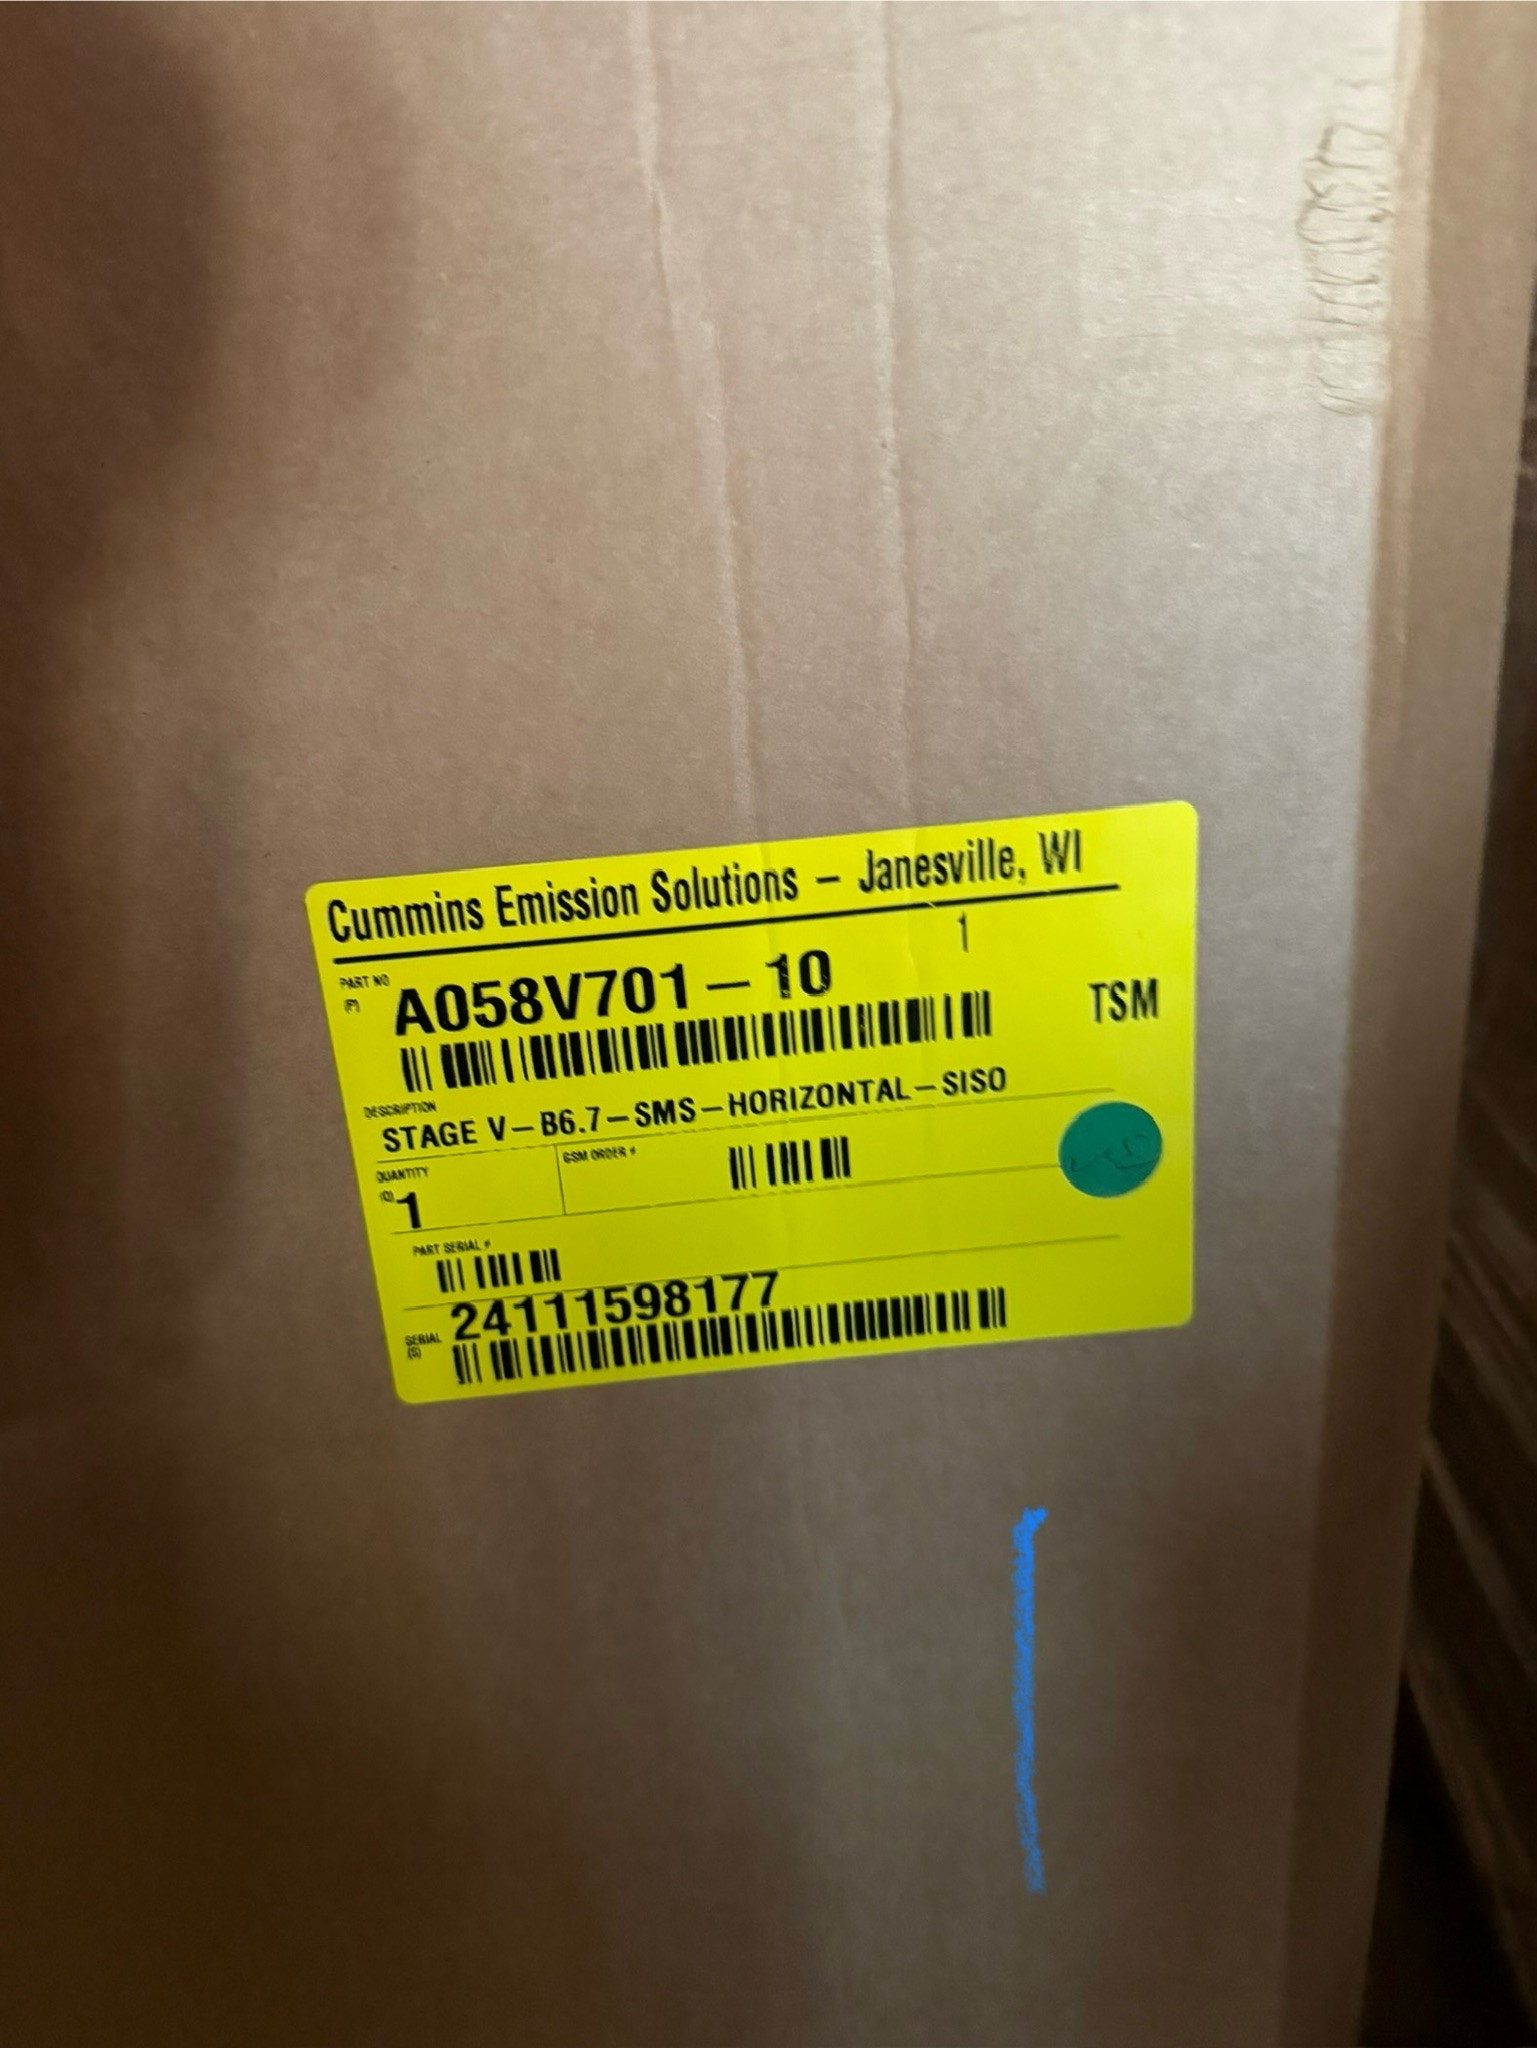 Cummins Emission Solutions – Janesville, WI
1
PART NO
(P)
A058V701–10
TSM
DESCRIPTION
STAGE V–B6.7–SMS–HORIZONTAL–SISO
QUANTITY
(Q)
1
GSM ORDER #
PART SERIAL #
SERIAL
(S)
24111598177